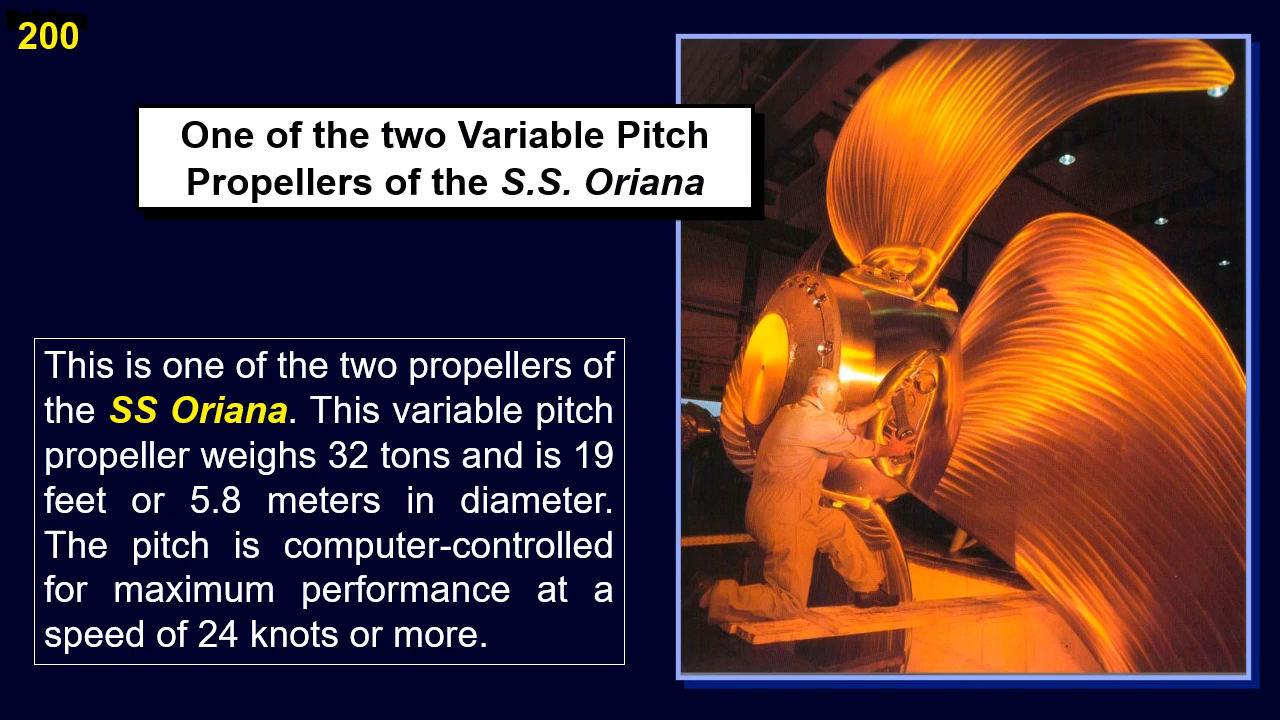 200
One of the two Variable Pitch
Propellers of the S.S. Oriana
This is one of the two propellers of
the SS Oriana. This variable pitch
propeller weighs 32 tons and is 19
feet or 5.8 meters in diameter.
The pitch is computer-controlled
for maximum performance at a
speed of 24 knots or more.